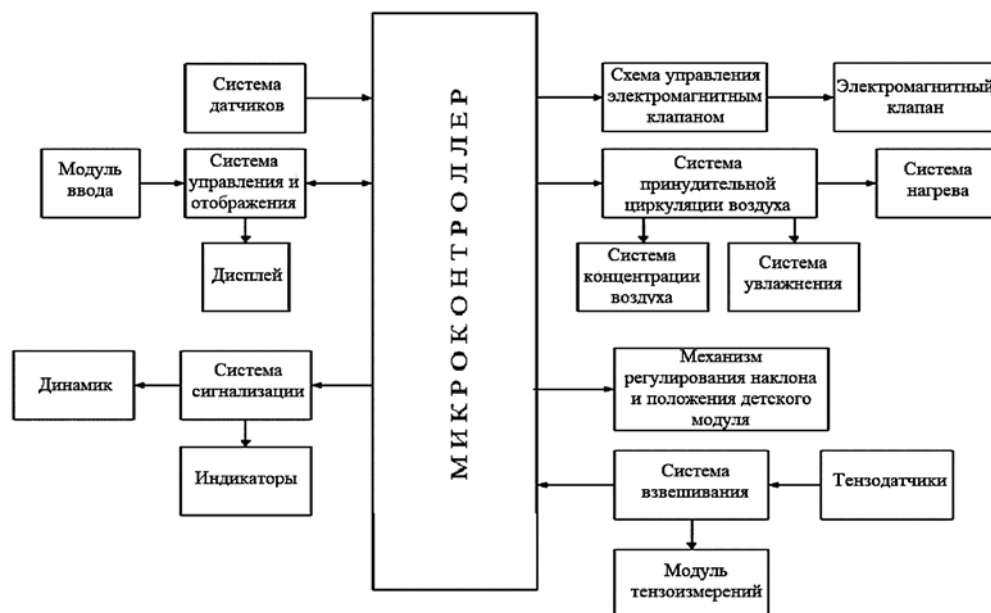 Система
датчиков
Модуль
ввода
Система
управления и
отображения
Дисплей
Динамик
Система
сигнализации
Индикаторы
МИКРОКОНТРОЛЛЕР
Схема управления
электромагнитным
клапаном
Электромагнитный
клапан
Система
принудительной
циркуляции воздуха
Система
нагрева
Система
концентрации
воздуха
Система
увлажнения
Механизм
регулирования наклона
и положения детского
модуля
Система
взвешивания
Тензодатчики
Модуль
тензоизмерений